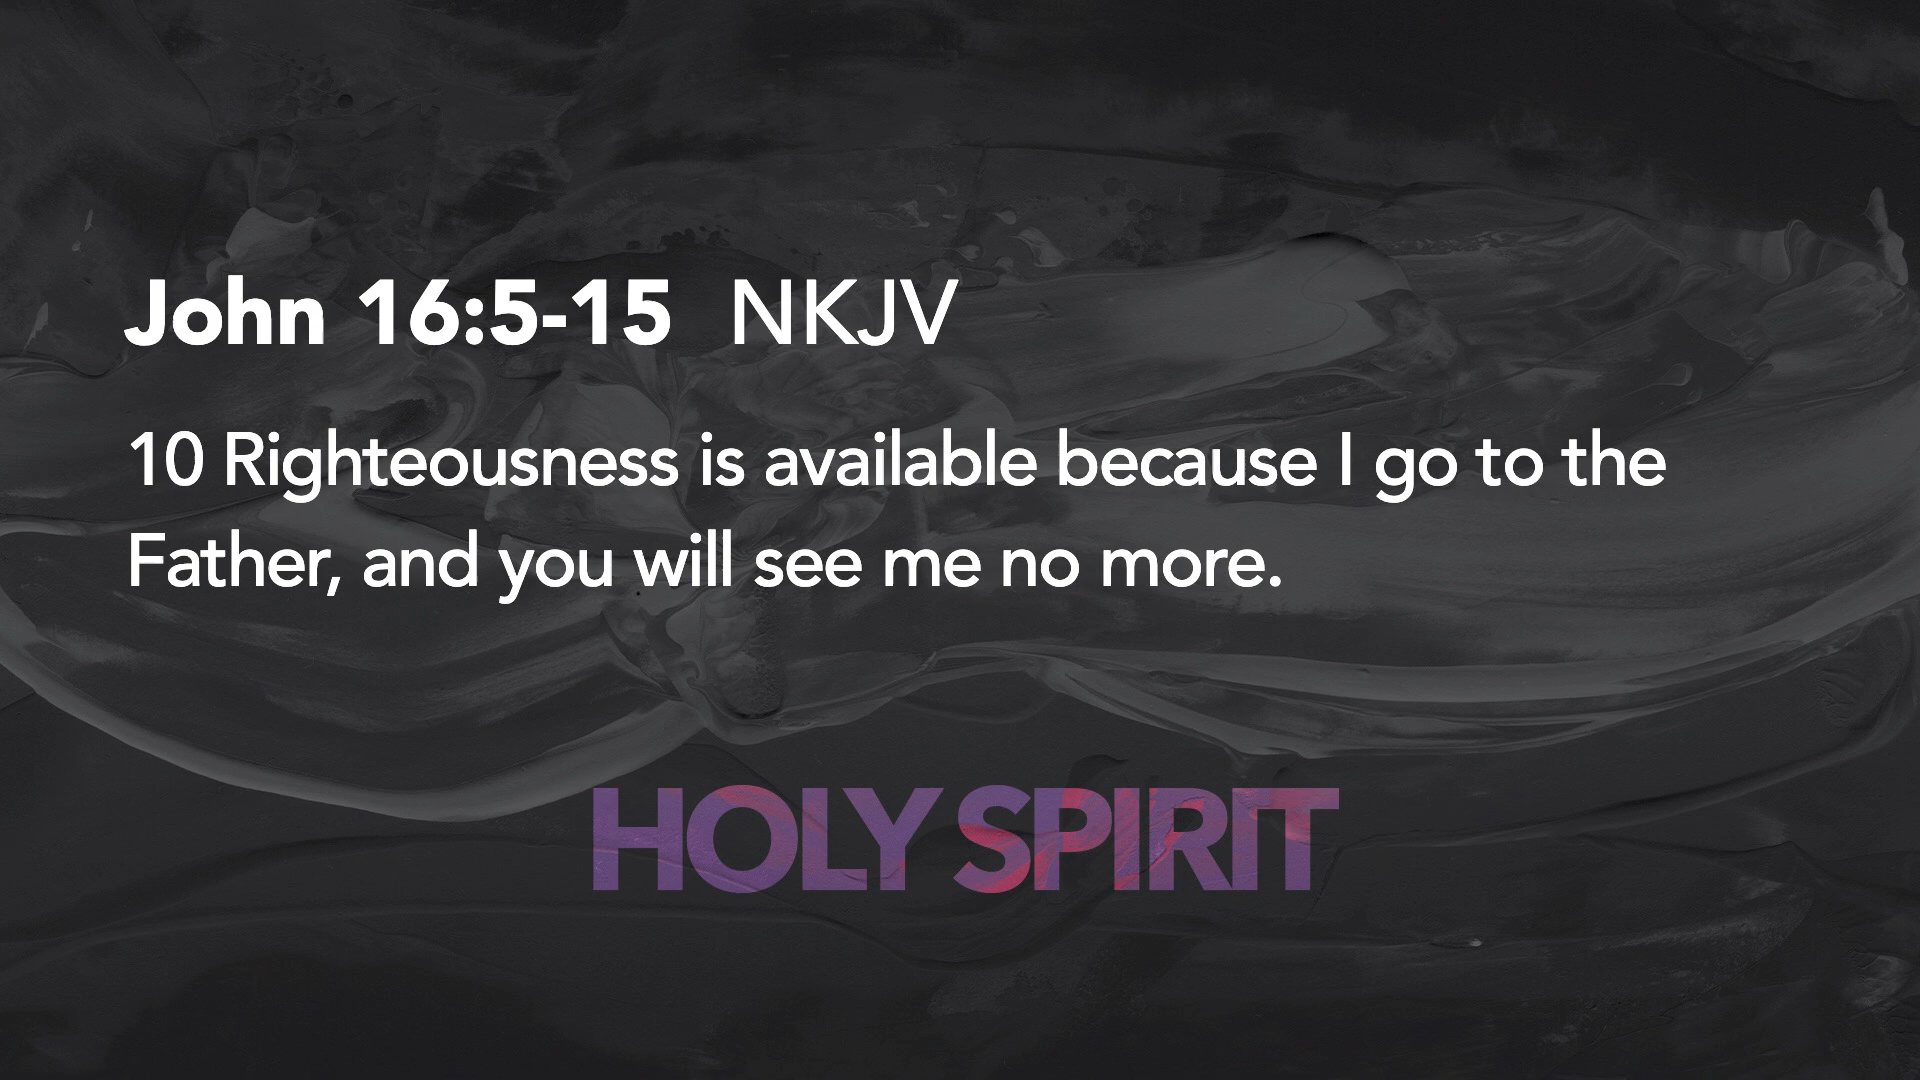 John 16:5-15 NKJV
10 Righteousness is available because I go to the
Father, and you will see me no more.
HOLY SPIRIT